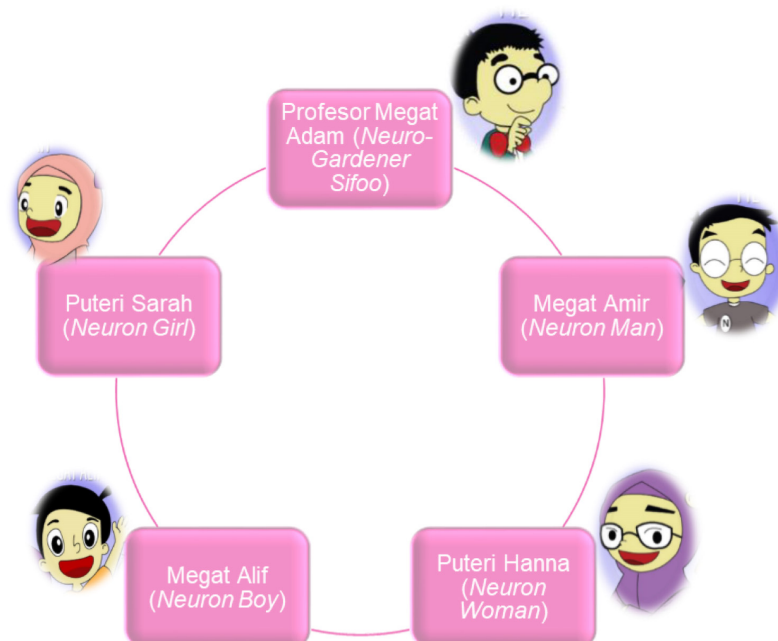 Profesor Megat
Adam (Neuro-
Gardener
Sifoo)
Puteri Sarah
(Neuron Girl)
Megat Amir
(Neuron Man)
Megat Alif
(Neuron Boy)
Puteri Hanna
(Neuron
Woman)
N